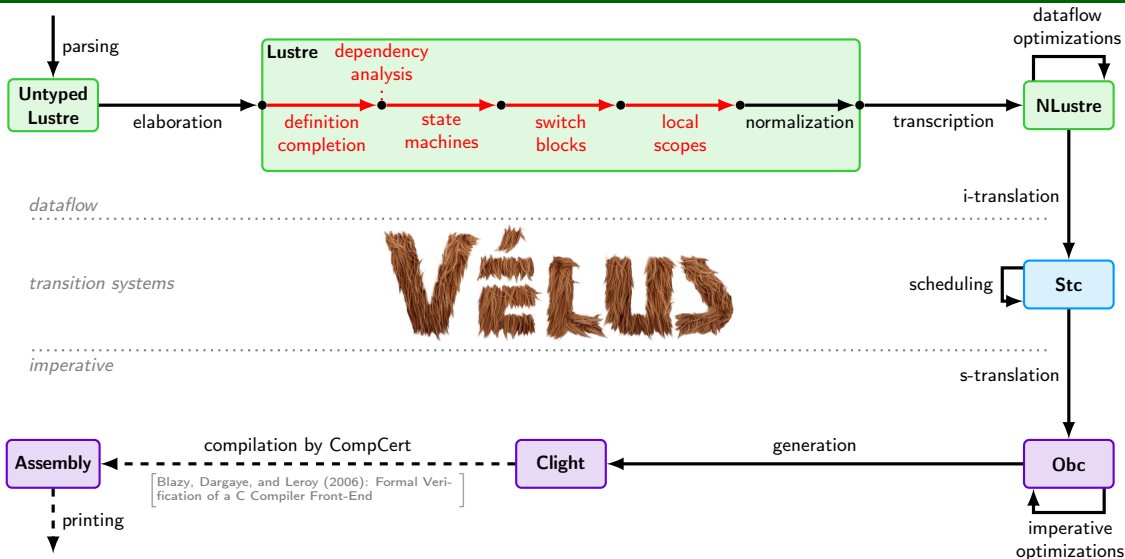 parsing
Untyped
Lustre
elaboration
Lustre
dependency
analysis
definition
completion
state
machines
switch
blocks
local
scopes
normalization
transcription
dataflow
optimizations
NLustre
i-translation
dataflow
transition systems
VÉLUS
scheduling
Stc
imperative
s-translation
Assembly
compilation by CompCert
Blazy, Dargaye, and Leroy (2006): Formal Veri-
fication of a C Compiler Front-End
Clight
generation
Obc
printing
imperative
optimizations